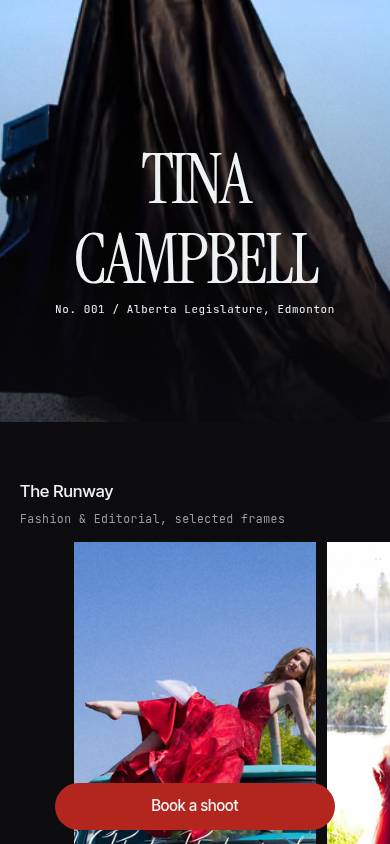 TINA
CAMPBELL
No. 001 / Alberta Legislature, Edmonton
The Runway
Fashion & Editorial, selected frames
Book a shoot